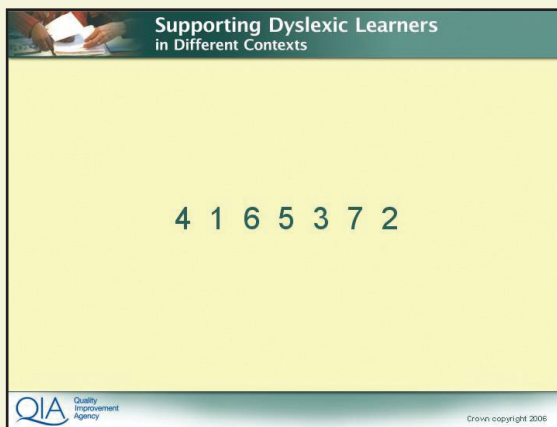 Supporting Dyslexic Learners
in Different Contexts
4 1 6 5 3 7 2
QIA
Quality
Improvement
Agency
Crown copyright 2006